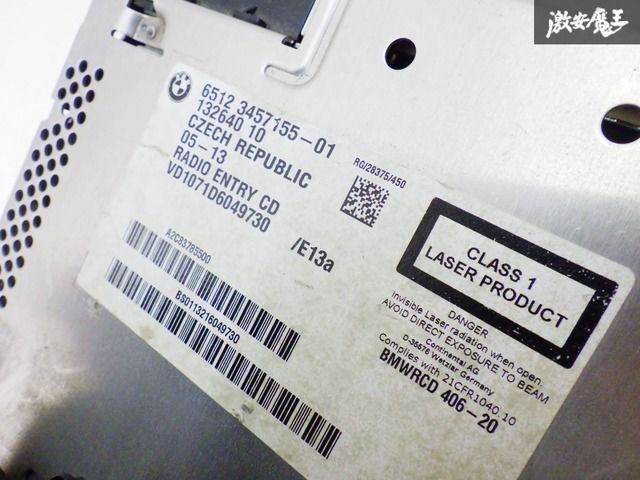 激安魔王
BMW
6512 3457155-01
132640 10
CZECH REPUBLIC
05-13
RADIO ENTRY CD
VD1071D6049730
/E13a
RG/28375/450
A2C83785500
BS0113216049730
CLASS 1
LASER PRODUCT
DANGER
Invisible Laser radiation when open.
AVOID DIRECT EXPOSURE TO BEAM
Continental AG
D-35576 Wetzlar Germany
Complies with 21CFR1040.10
BMWRCD 406-20